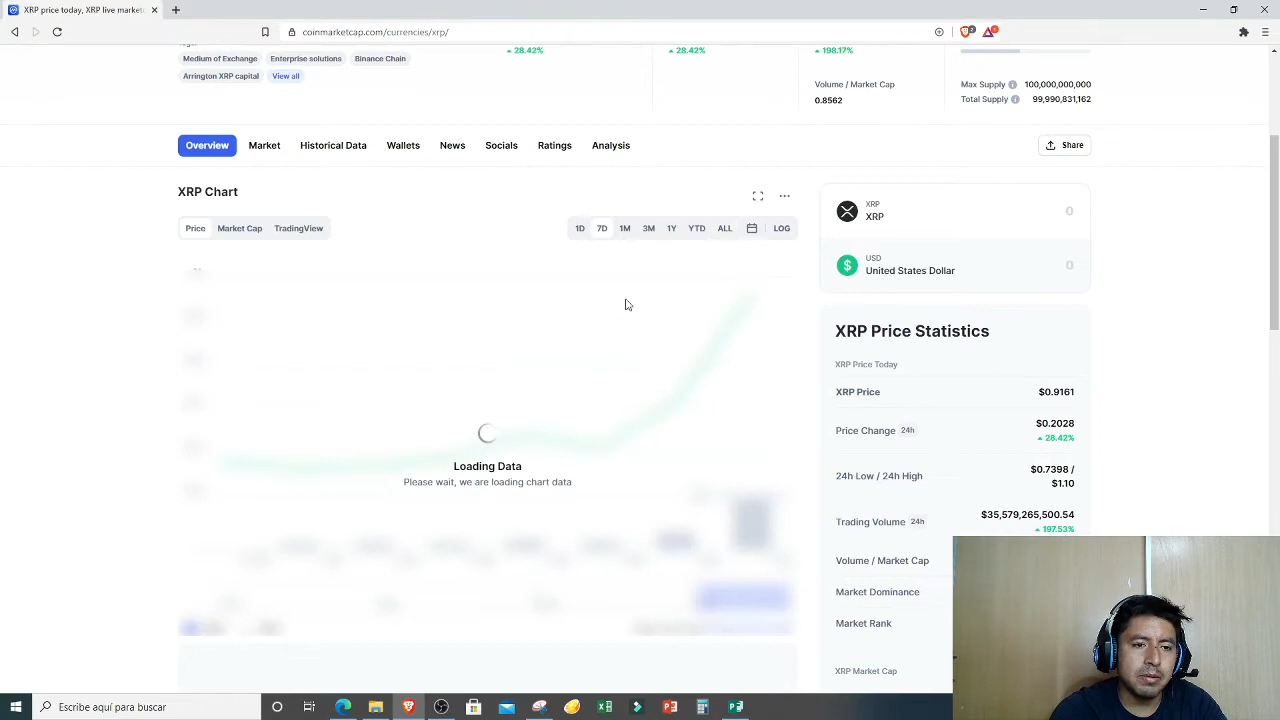 XRP price today, XRP live market
coinmarketcap.com/currencies/xrp/
28.42%
28.42%
198.17%
Medium of Exchange Enterprise solutions Binance Chain
Arrington XRP capital View all
Volume / Market Cap
0.8562
Max Supply 100,000,000,000
Total Supply 99,990,831,162
Overview Market Historical Data Wallets News Socials Ratings Analysis
Share
XRP Chart
Price Market Cap TradingView
1D 7D 1M 3M 1Y YTD ALL LOG
Loading Data
Please wait, we are loading chart data
XRP
XRP 0
USD
United States Dollar 0
XRP Price Statistics
XRP Price Today
XRP Price $0.9161
Price Change 24h $0.2028
28.42%
24h Low / 24h High $0.7398 /
$1.10
Trading Volume 24h $35,579,265,500.54
197.53%
Volume / Market Cap
Market Dominance
Market Rank
XRP Market Cap
Escribe aquí para buscar